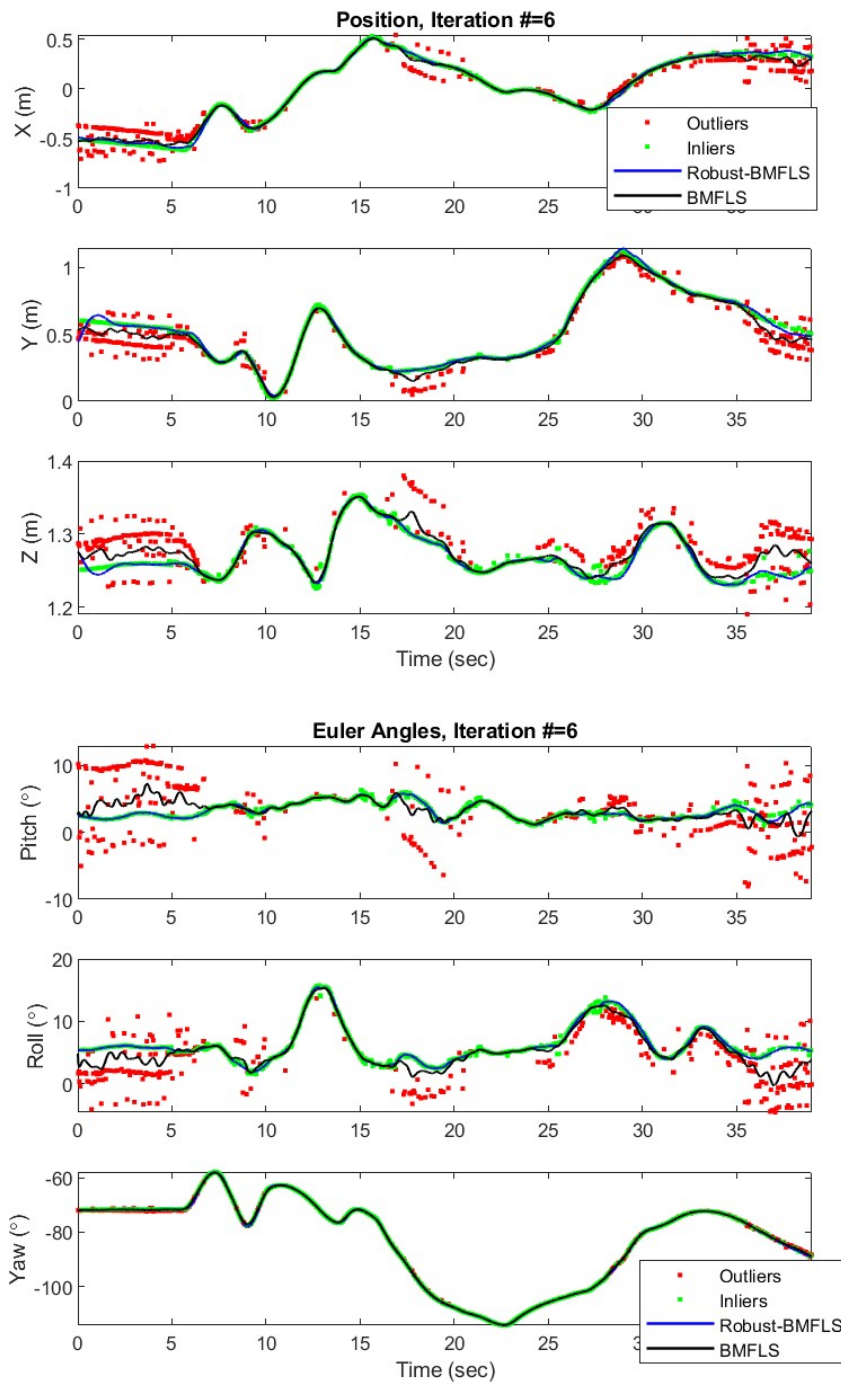 Position, Iteration #=6
0.5
0
-0.5
-1
X (m)
0 5 10 15 20 25 30 35
Outliers
Inliers
Robust-BMFLS
BMFLS
1
0.5
0
Y (m)
0 5 10 15 20 25 30 35
1.4
1.3
1.2
Z (m)
0 5 10 15 20 25 30 35
Time (sec)
Euler Angles, Iteration #=6
10
0
-10
Pitch (°)
0 5 10 15 20 25 30 35
20
10
0
Roll (°)
0 5 10 15 20 25 30 35
-60
-80
-100
Yaw (°)
0 5 10 15 20 25 30
Time (sec)
Outliers
Inliers
Robust-BMFLS
BMFLS